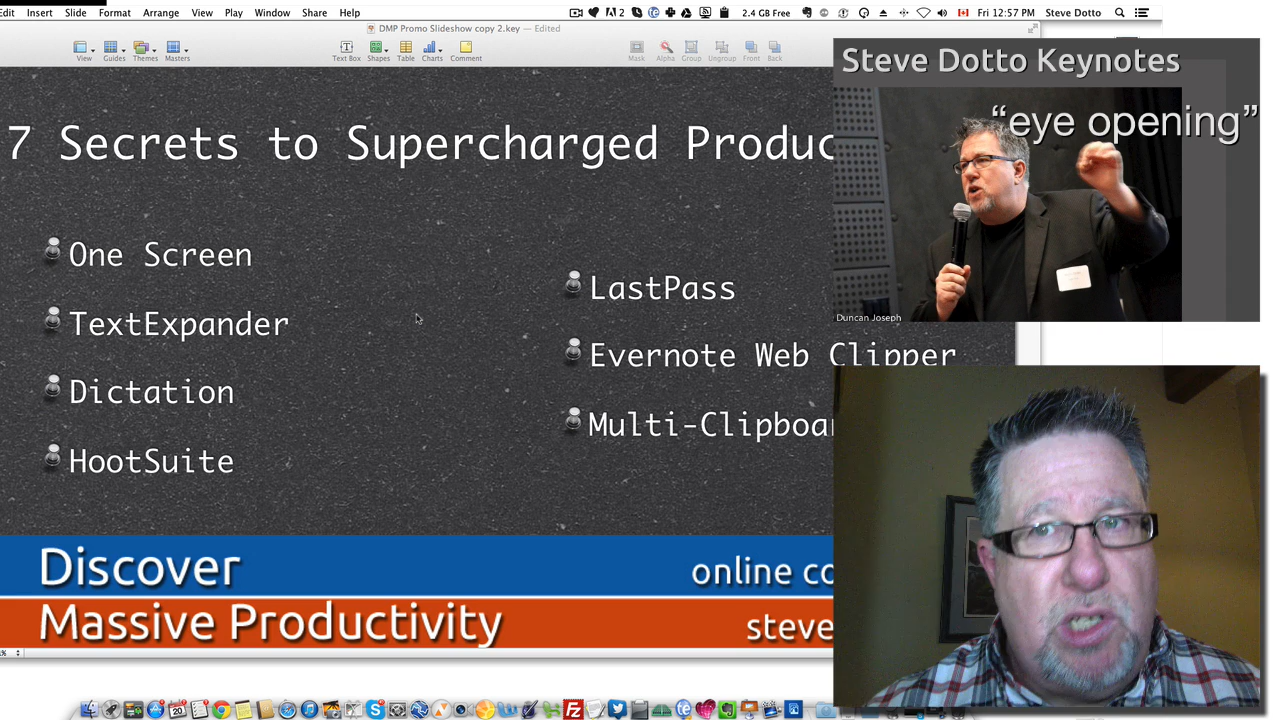 Edit Insert Slide Format Arrange View Play Window Share Help
2 2.4 GB Free Fri 12:57 PM Steve Dotto
DMP Promo Slideshow copy 2.key — Edited
View Guides Themes Masters Text Box Shapes Table Charts Comment Mask Alpha Group Ungroup Front Back
Steve Dotto Keynotes
“eye opening”
Duncan Joseph
7 Secrets to Supercharged Produc
One Screen
TextExpander
Dictation
HootSuite
LastPass
Evernote Web Clipper
Multi-Clipboar
Discover
online co
Massive Productivity
steve
20